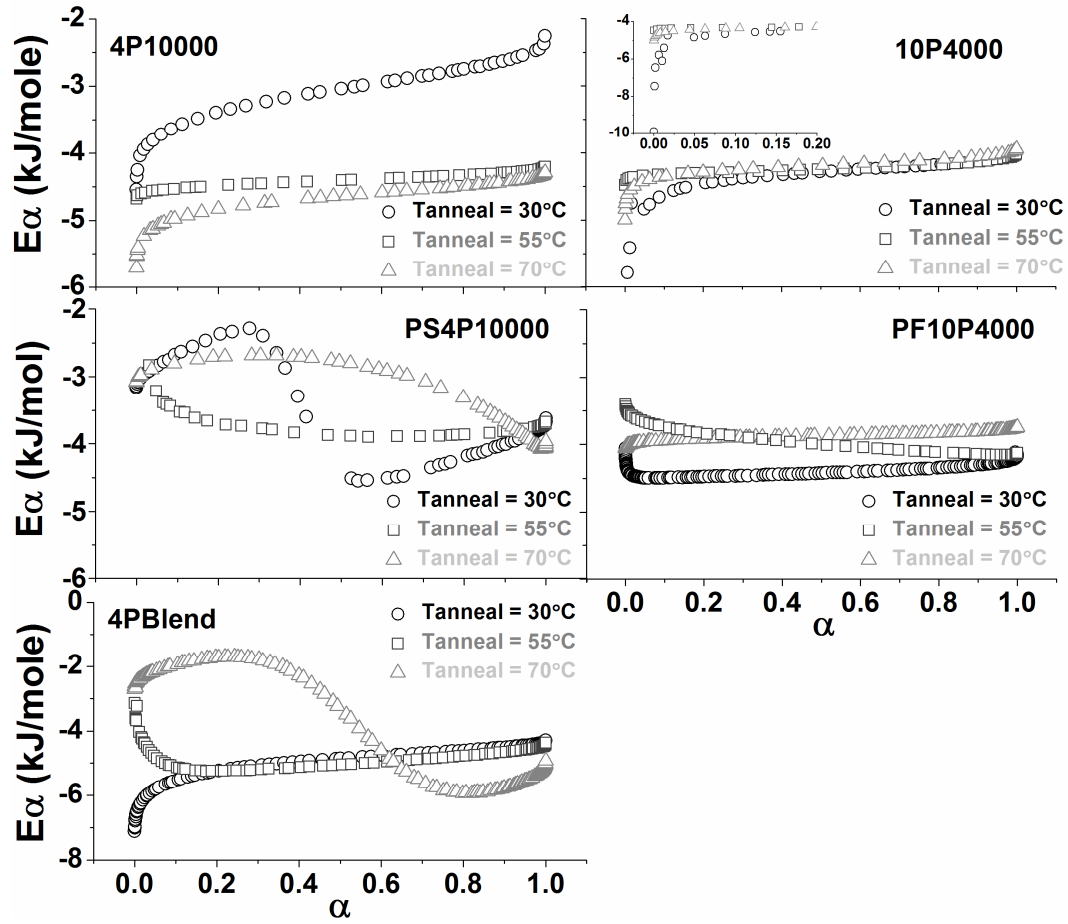 4P10000
Eα (kJ/mole)
-2
-3
-4
-5
-6
Tanneal = 30°C
Tanneal = 55°C
Tanneal = 70°C
10P4000
-4
-6
-8
-10
0.00 0.05 0.10 0.15 0.20
Tanneal = 30°C
Tanneal = 55°C
Tanneal = 70°C
PS4P10000
Eα (kJ/mol)
-2
-3
-4
-5
-6
Tanneal = 30°C
Tanneal = 55°C
Tanneal = 70°C
PF10P4000
Tanneal = 30°C
Tanneal = 55°C
Tanneal = 70°C
0.0 0.2 0.4 0.6 0.8 1.0
α
4PBlend
Eα (kJ/mole)
0
-2
-4
-6
-8
Tanneal = 30°C
Tanneal = 55°C
Tanneal = 70°C
0.0 0.2 0.4 0.6 0.8 1.0
α